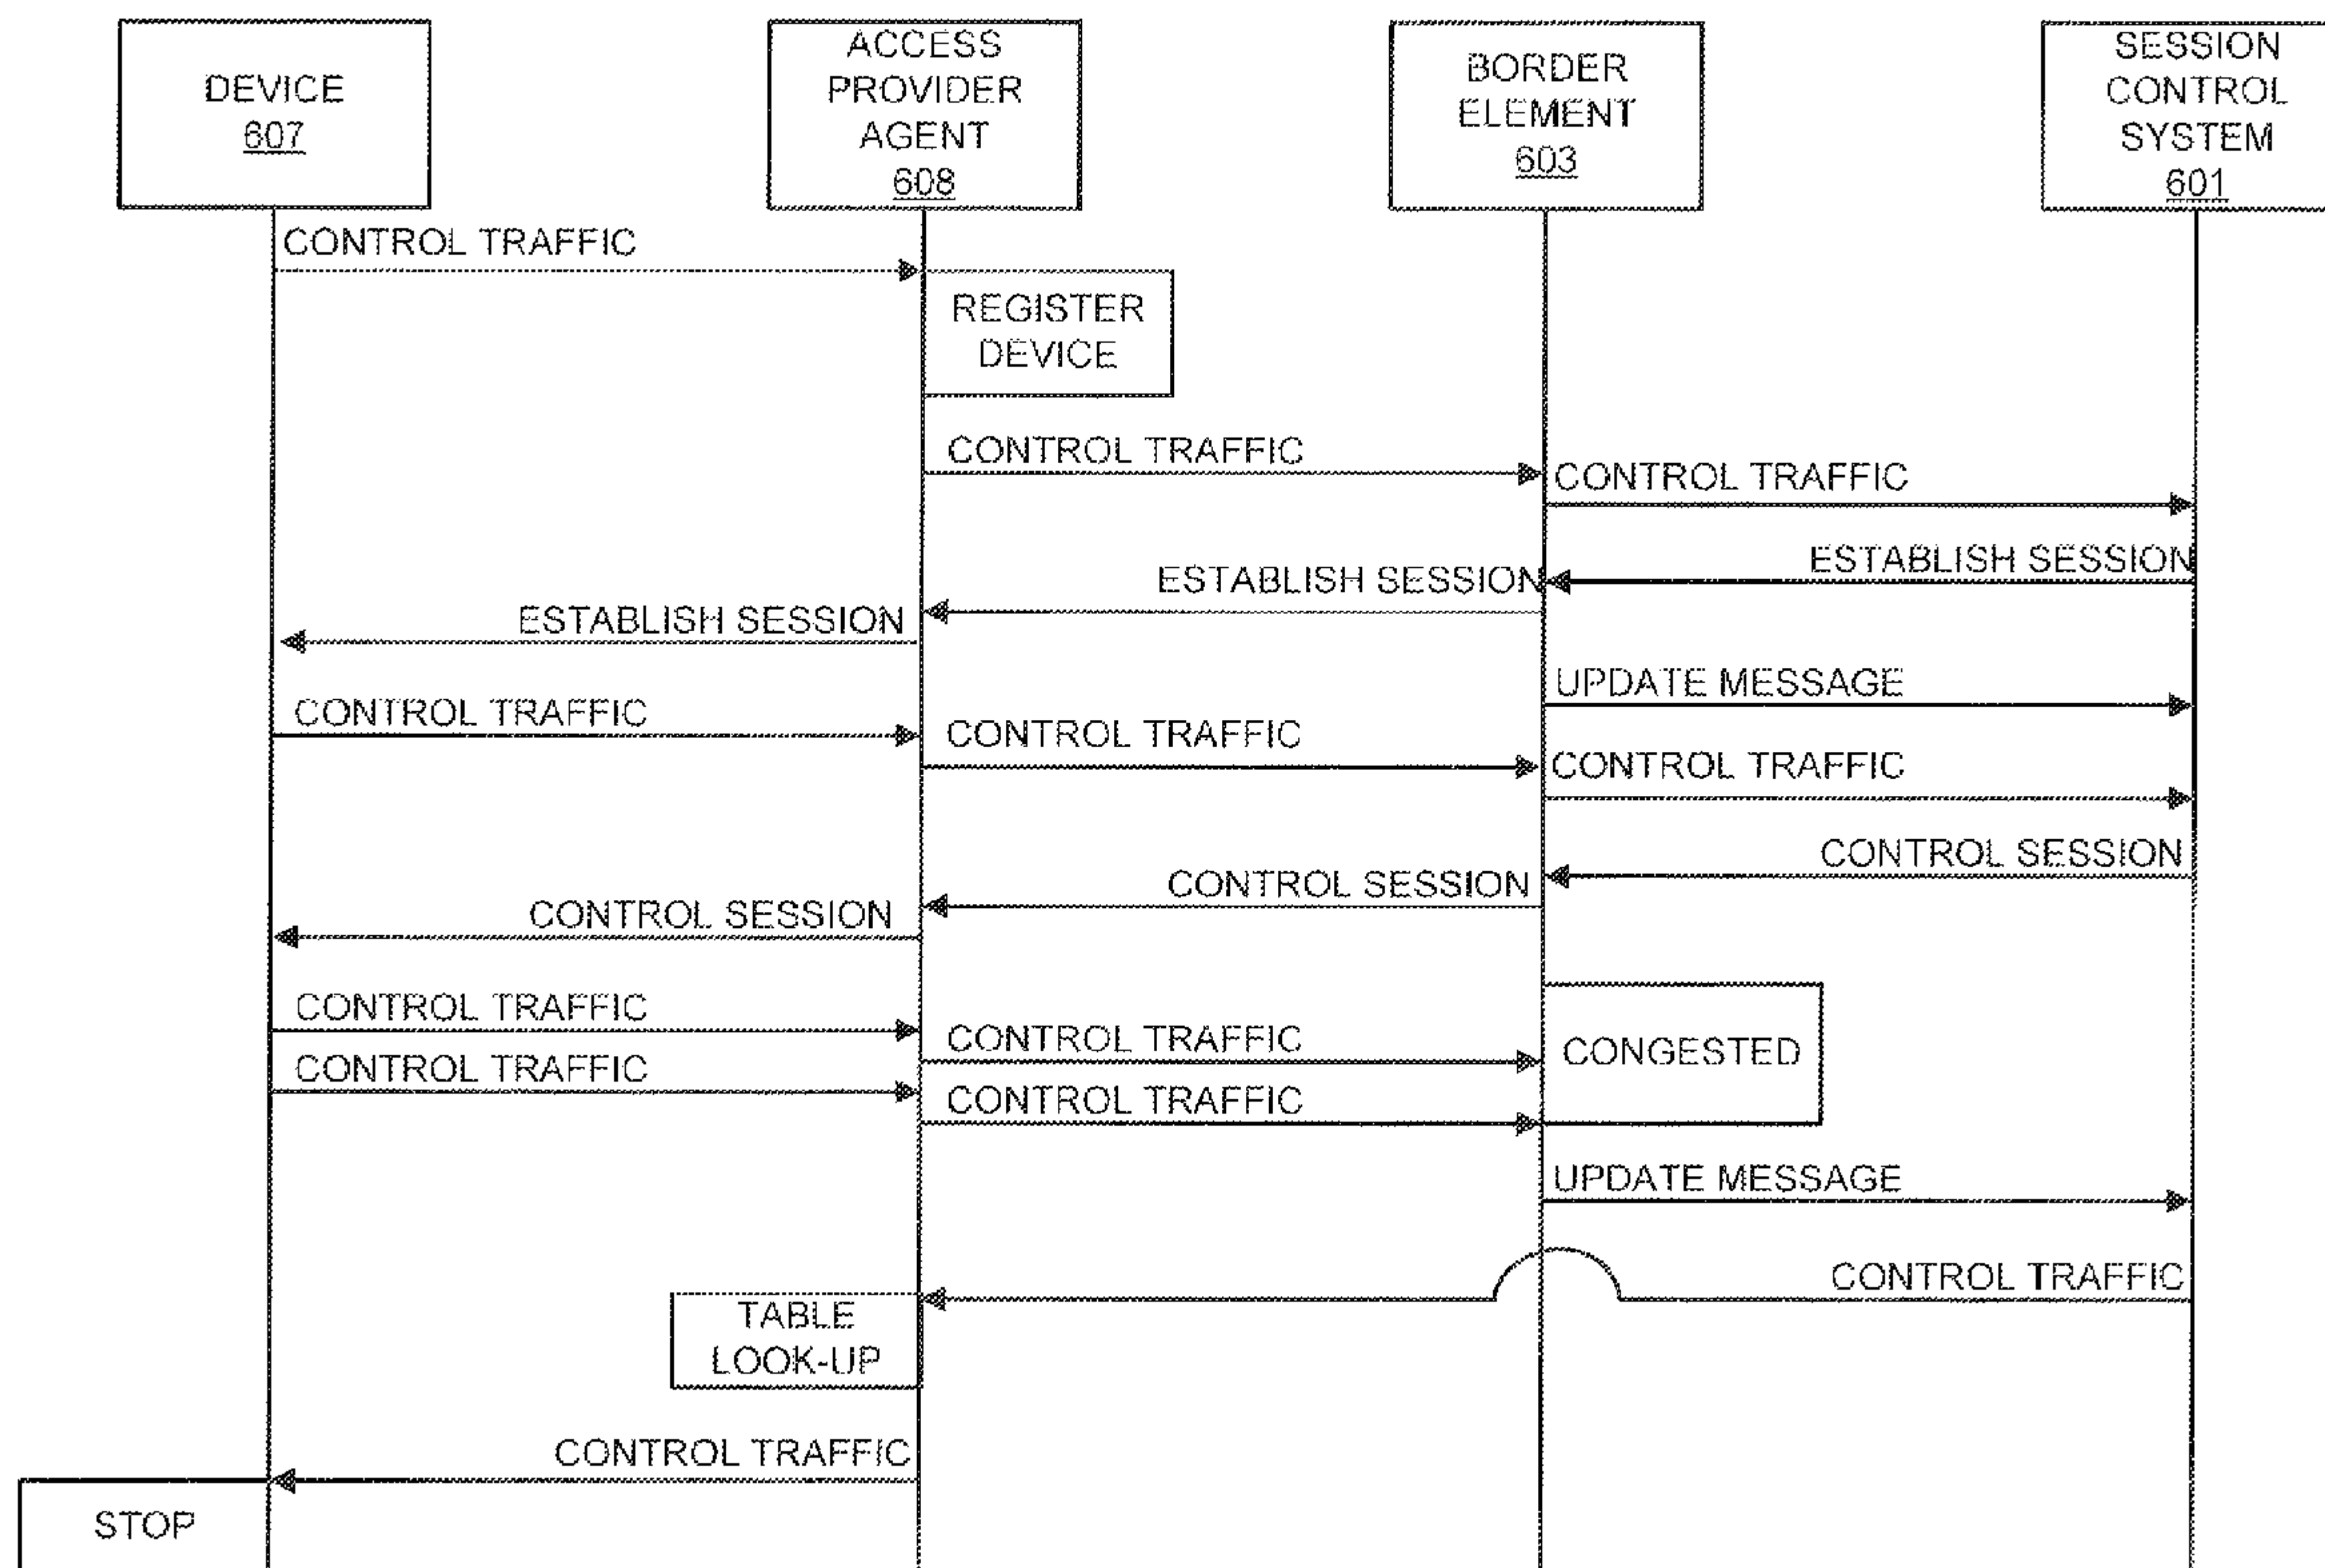 DEVICE
607
ACCESS
PROVIDER
AGENT
608
BORDER
ELEMENT
603
SESSION
CONTROL
SYSTEM
601
CONTROL TRAFFIC
REGISTER
DEVICE
CONTROL TRAFFIC
CONTROL TRAFFIC
ESTABLISH SESSION
ESTABLISH SESSION
ESTABLISH SESSION
UPDATE MESSAGE
CONTROL TRAFFIC
CONTROL TRAFFIC
CONTROL TRAFFIC
CONTROL SESSION
CONTROL SESSION
CONTROL SESSION
CONTROL TRAFFIC
CONTROL TRAFFIC
CONGESTED
CONTROL TRAFFIC
CONTROL TRAFFIC
UPDATE MESSAGE
CONTROL TRAFFIC
TABLE
LOOK-UP
CONTROL TRAFFIC
STOP